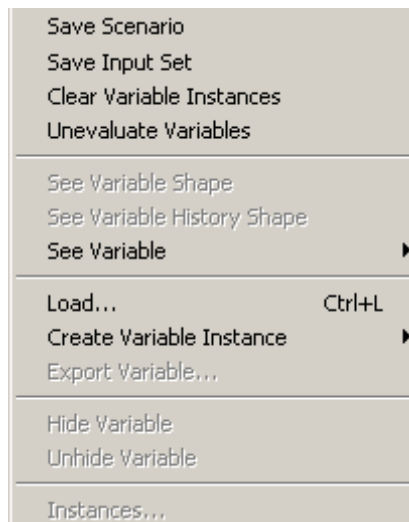 Save Scenario
Save Input Set
Clear Variable Instances
Unevaluate Variables
See Variable Shape
See Variable History Shape
See Variable
Load... Ctrl+L
Create Variable Instance
Export Variable...
Hide Variable
Unhide Variable
Instances...